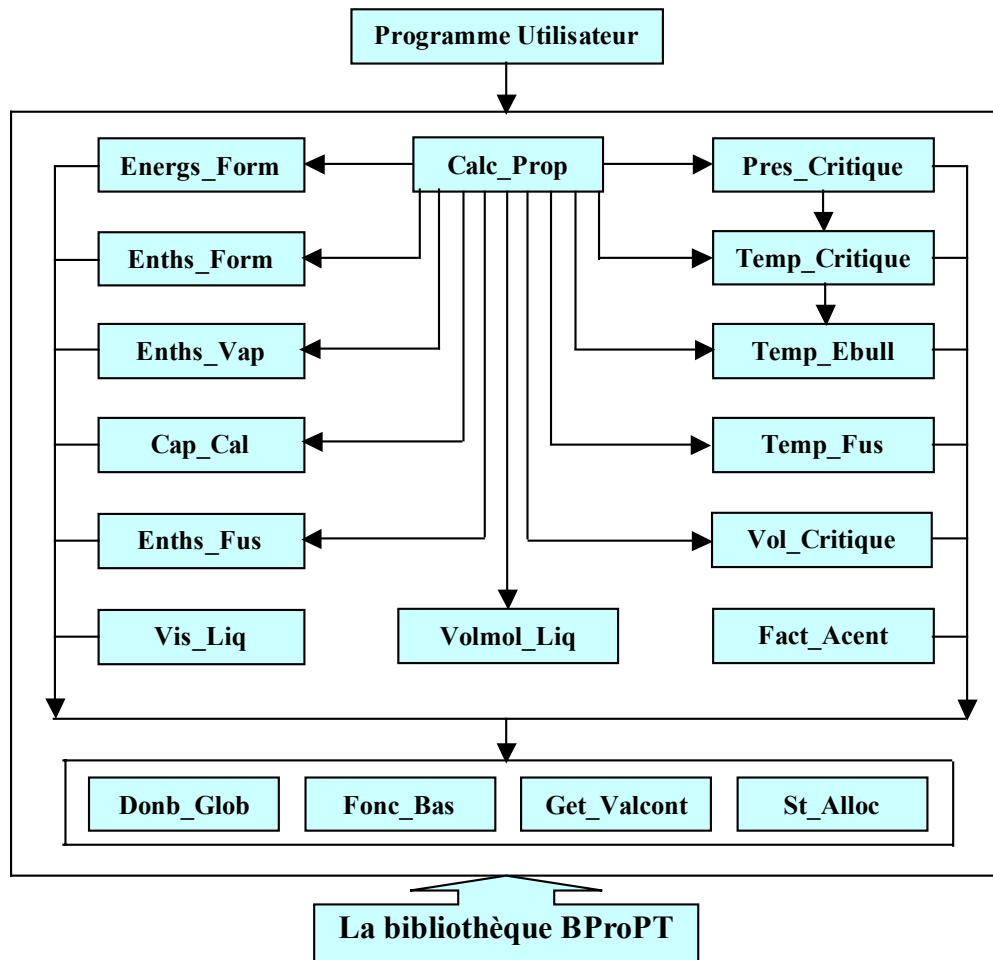 Programme Utilisateur
Energs_Form
Calc_Prop
Pres_Critique
Enths_Form
Temp_Critique
Enths_Vap
Temp_Ebull
Cap_Cal
Temp_Fus
Enths_Fus
Vol_Critique
Vis_Liq
Volmol_Liq
Fact_Acent
Donb_Glob
Fonc_Bas
Get_Valcont
St_Alloc
La bibliothèque BProPT